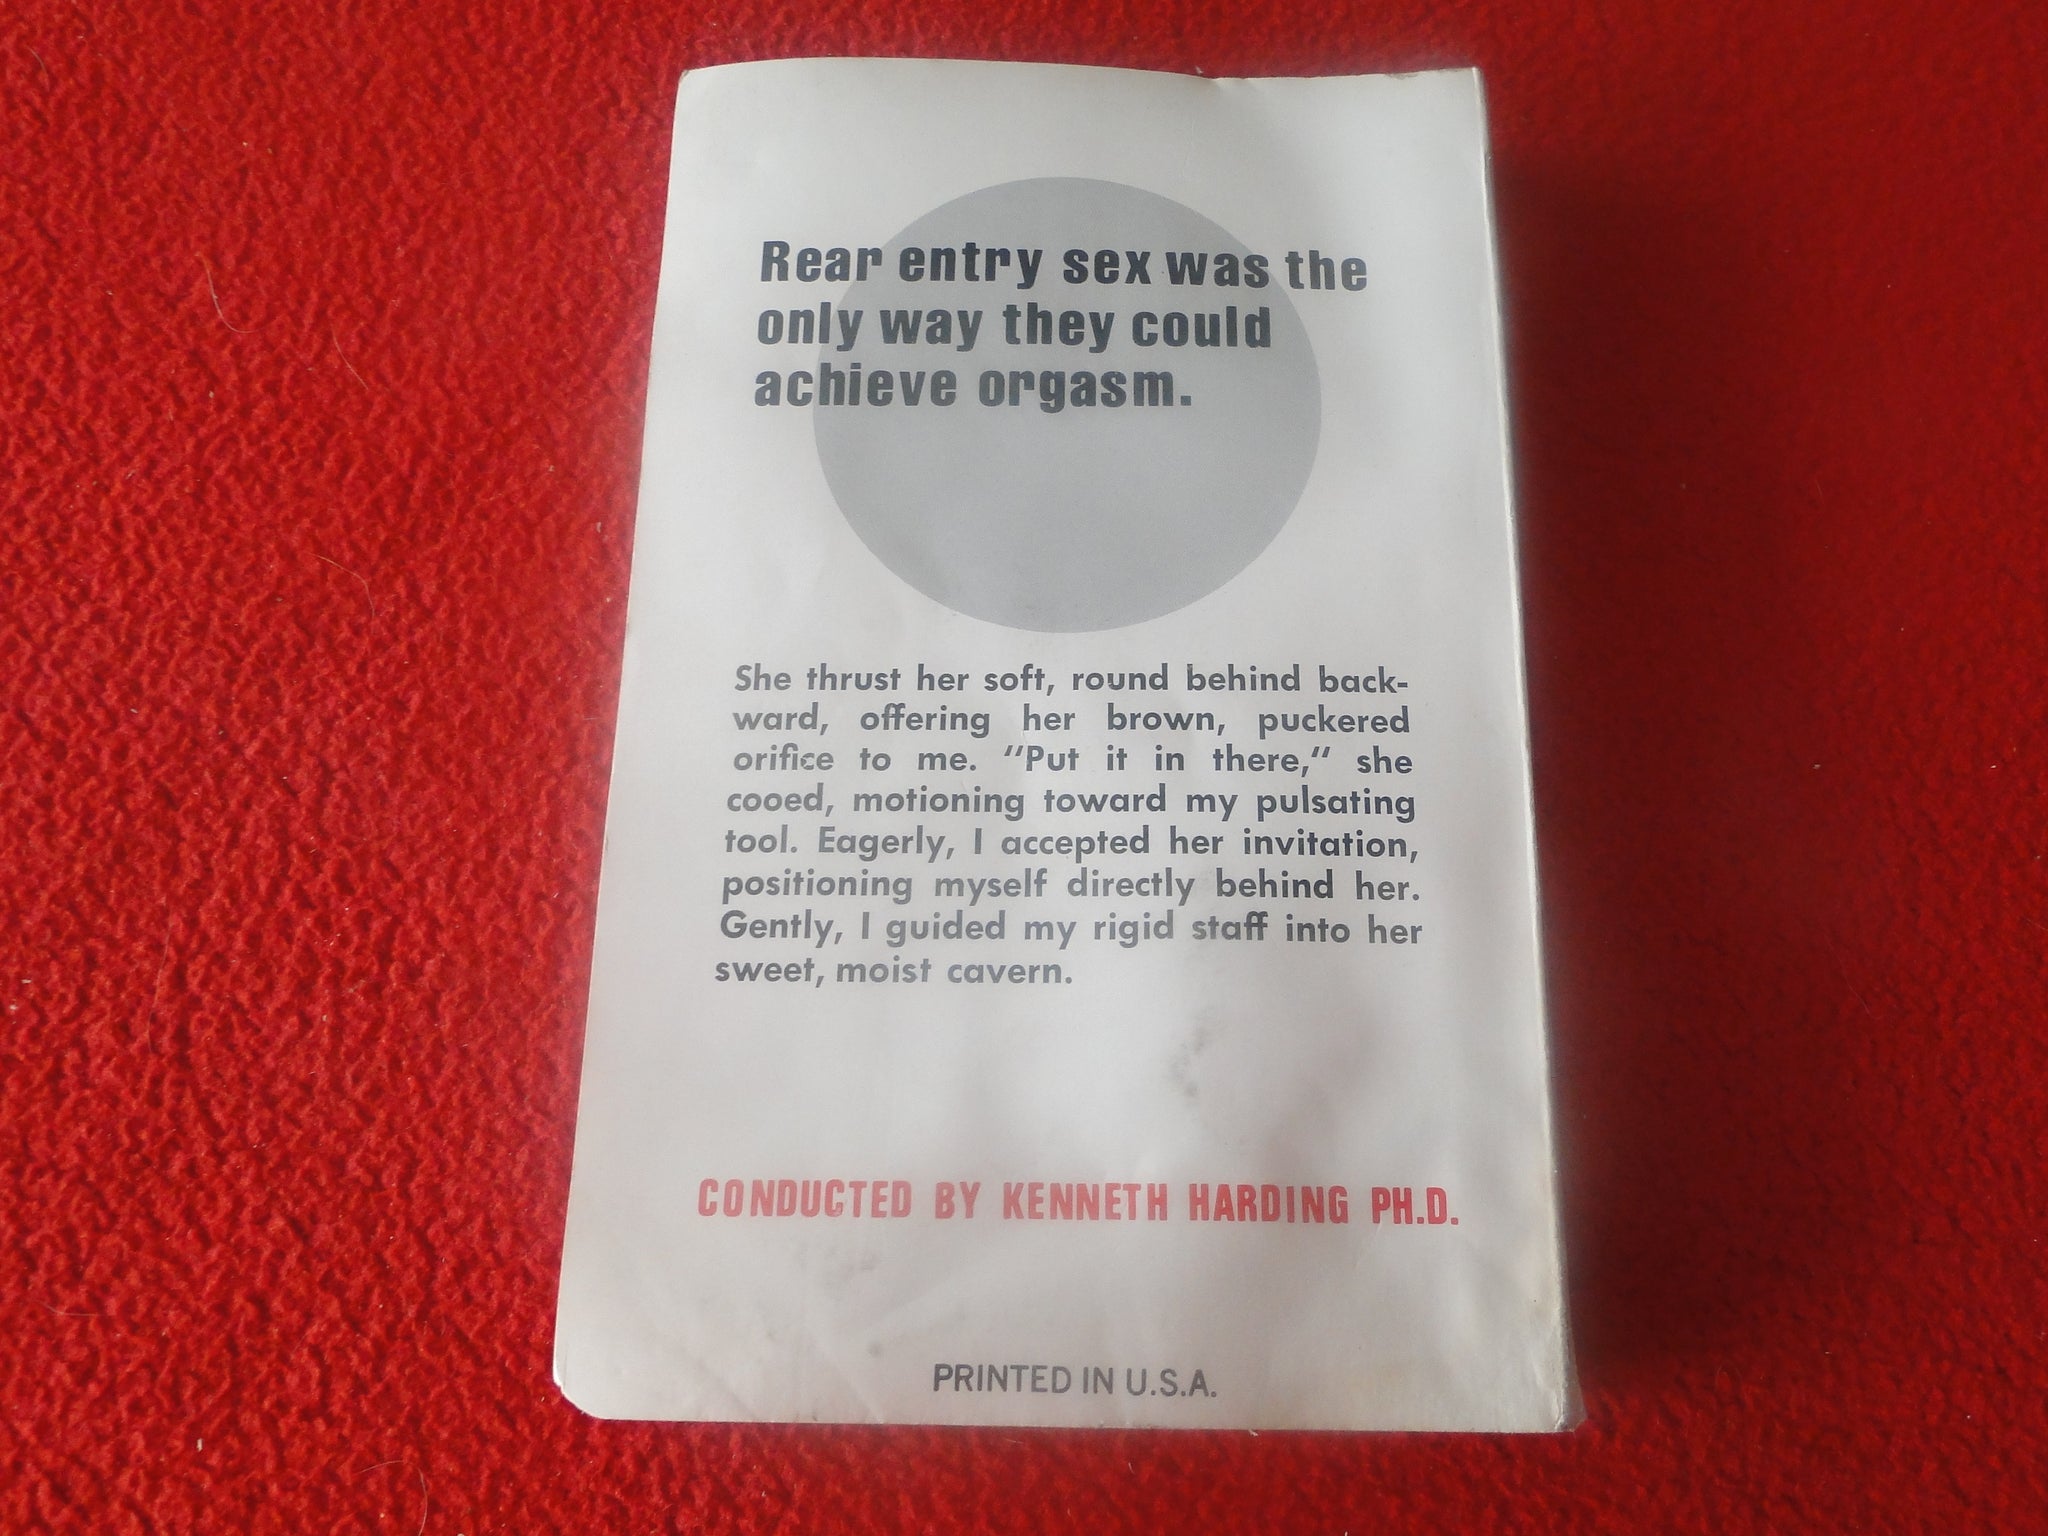 Rear entry sex was the
only way they could
achieve orgasm.
She thrust her soft, round behind back-
ward, offering her brown, puckered
orifice to me. "Put it in there," she
cooed, motioning toward my pulsating
tool. Eagerly, I accepted her invitation,
positioning myself directly behind her.
Gently, I guided my rigid staff into her
sweet, moist cavern.
CONDUCTED BY KENNETH HARDING PH.D.
PRINTED IN U.S.A.